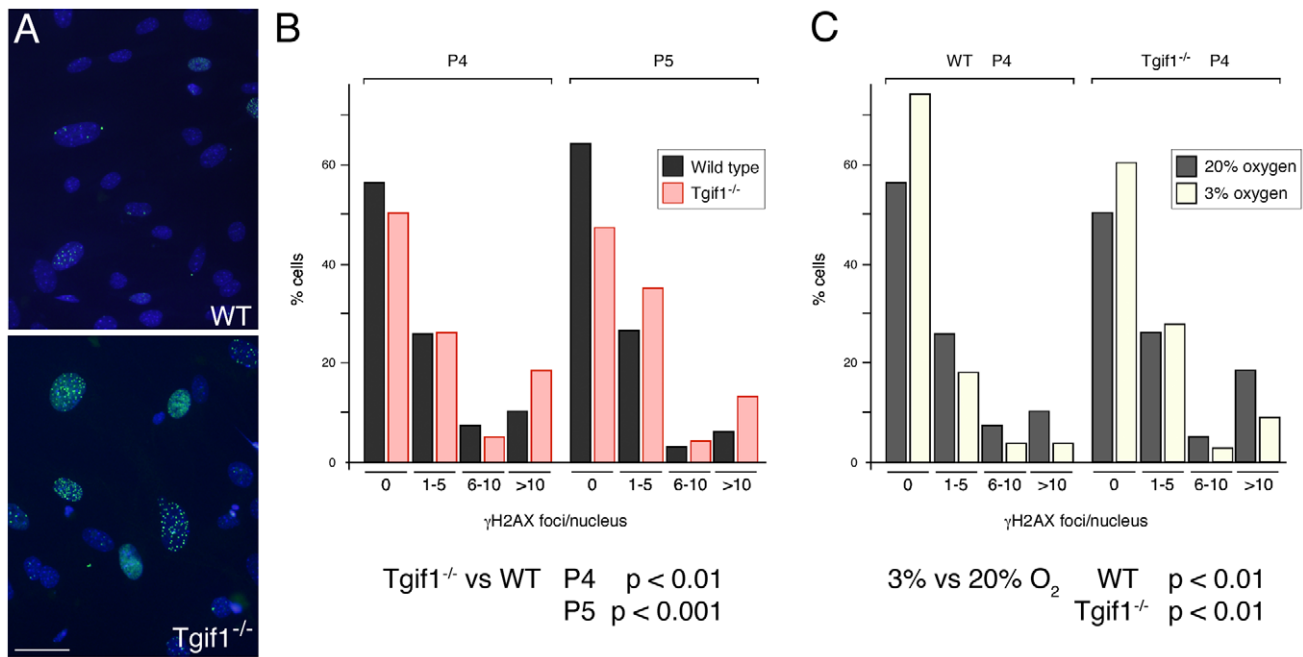 A
WT
Tgif1-/-
B
P4 P5
60
40
20
0
% cells
Wild type
Tgif1-/-
0 1-5 6-10 >10 0 1-5 6-10 >10
γH2AX foci/nucleus
Tgif1-/- vs WT P4 p < 0.01
P5 p < 0.001
C
WT P4 Tgif1-/- P4
60
40
20
0
% cells
20% oxygen
3% oxygen
0 1-5 6-10 >10 0 1-5 6-10 >10
γH2AX foci/nucleus
3% vs 20% O2 WT p < 0.01
Tgif1-/- p < 0.01